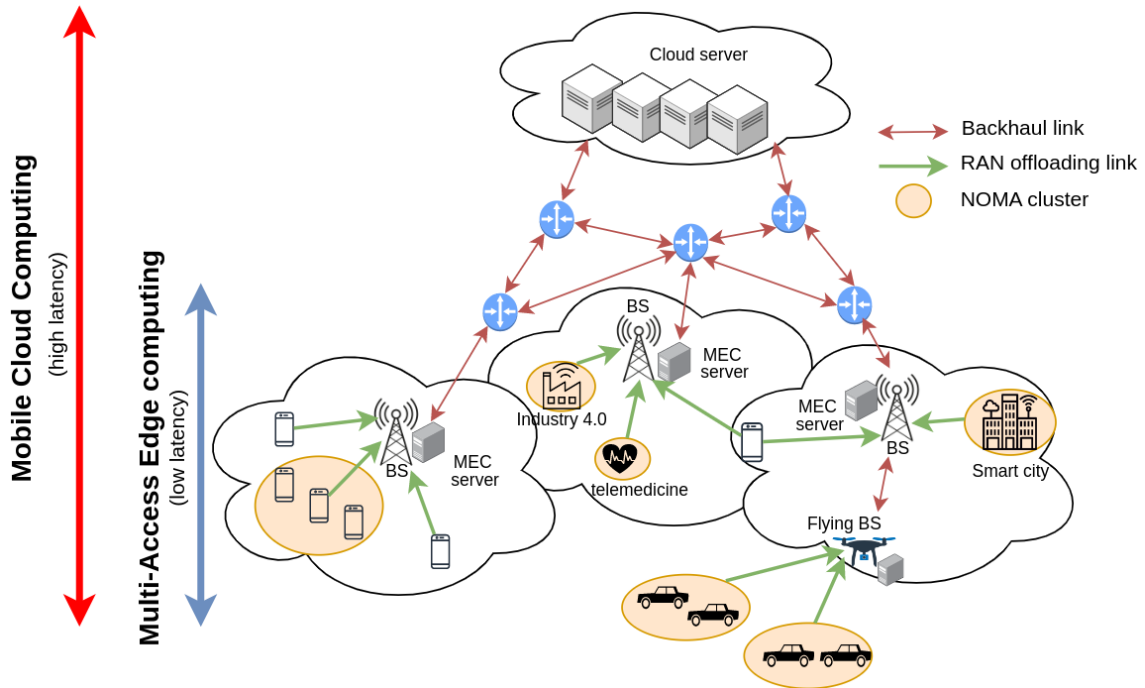 Mobile Cloud Computing
(high latency)
Multi-Access Edge computing
(low latency)
Cloud server
Backhaul link
RAN offloading link
NOMA cluster
BS
MEC
server
Industry 4.0
telemedicine
BS
MEC
server
MEC
server
BS
Smart city
Flying BS